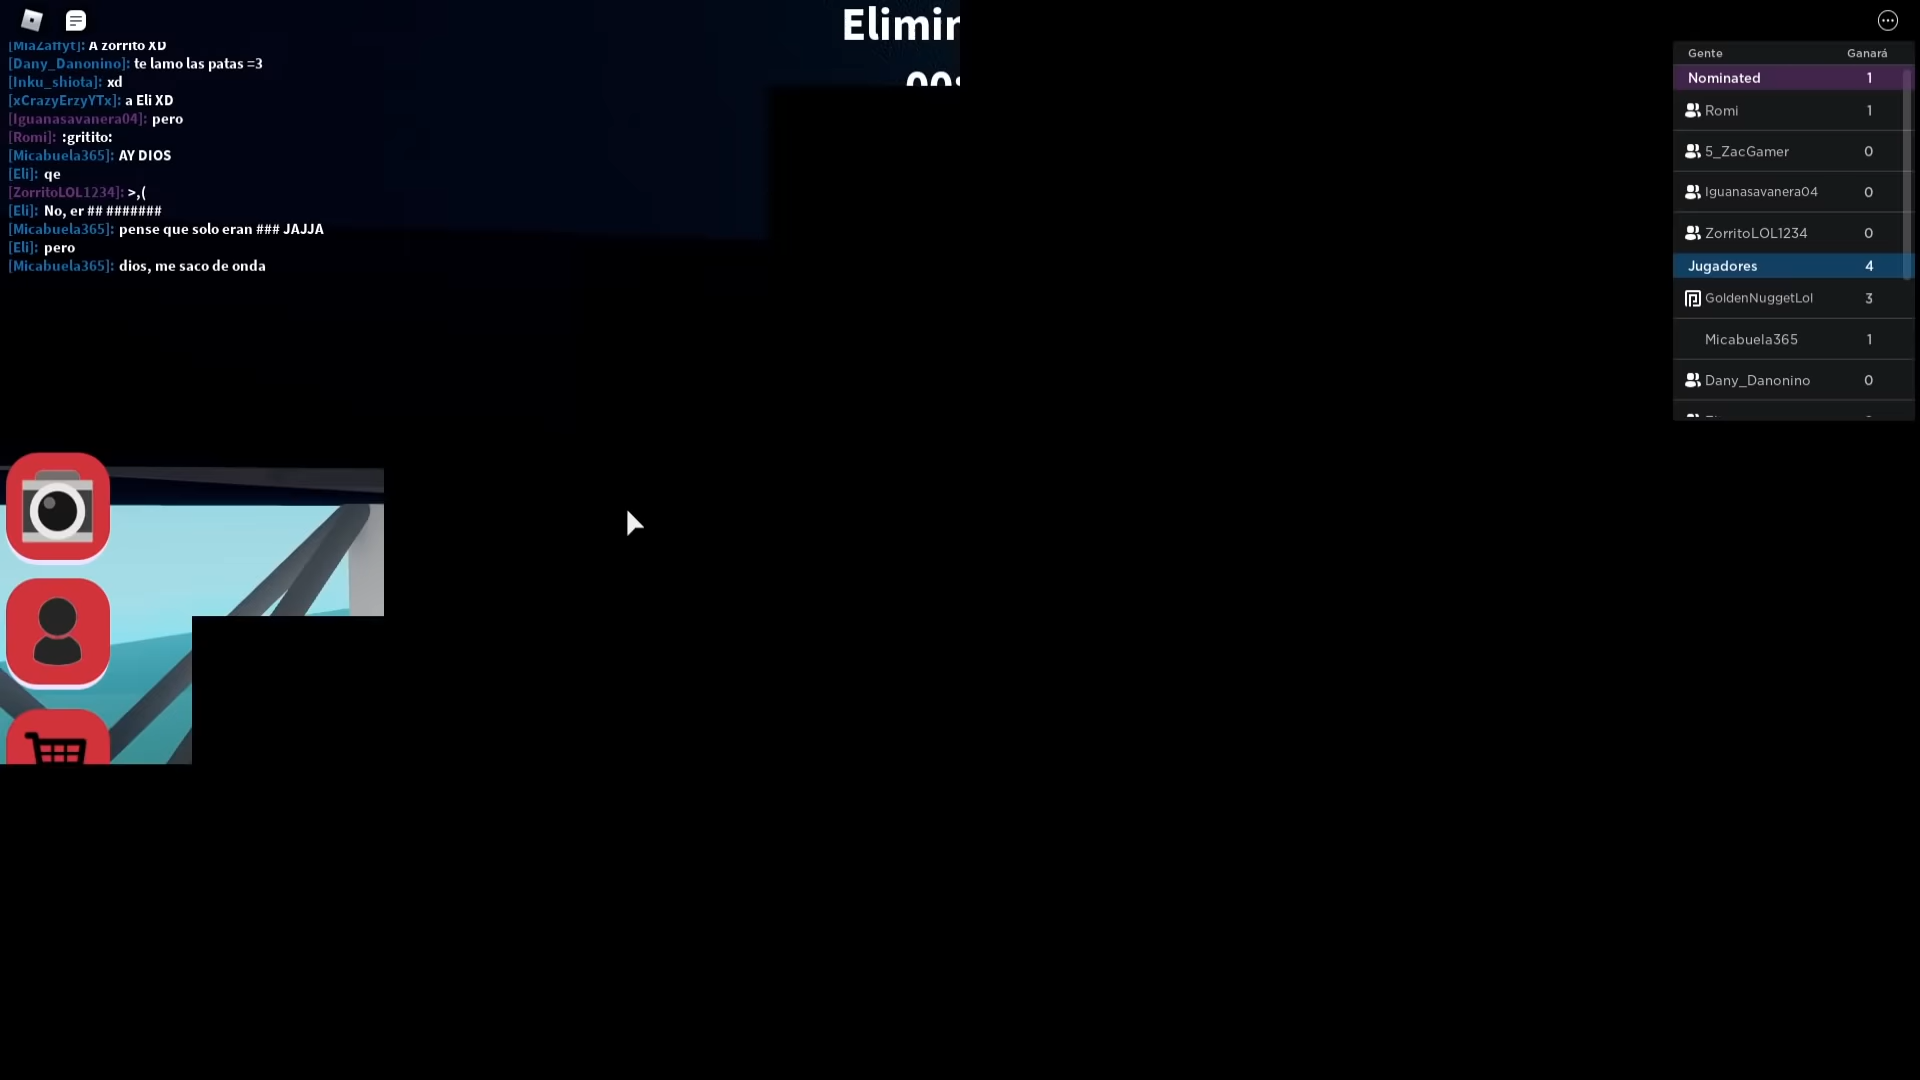 [MiaZaffyt]: A zorrito XD
[Dany_Danonino]: te lamo las patas =3
[Inku_shiota]: xd
[xCrazyErzyYTx]: a Eli XD
[Iguanasavanera04]: pero
[Romi]: :gritito:
[Micabuela365]: AY DIOS
[Eli]: qe
[ZorritoLOL1234]: >,(
[Eli]: No, er ## #######
[Micabuela365]: pense que solo eran ### JAJJA
[Eli]: pero
[Micabuela365]: dios, me saco de onda
Gente Ganará
Nominated 1
Romi 1
5_ZacGamer 0
Iguanasavanera04 0
ZorritoLOL1234 0
Jugadores 4
GoldenNuggetLol 3
Micabuela365 1
Dany_Danonino 0